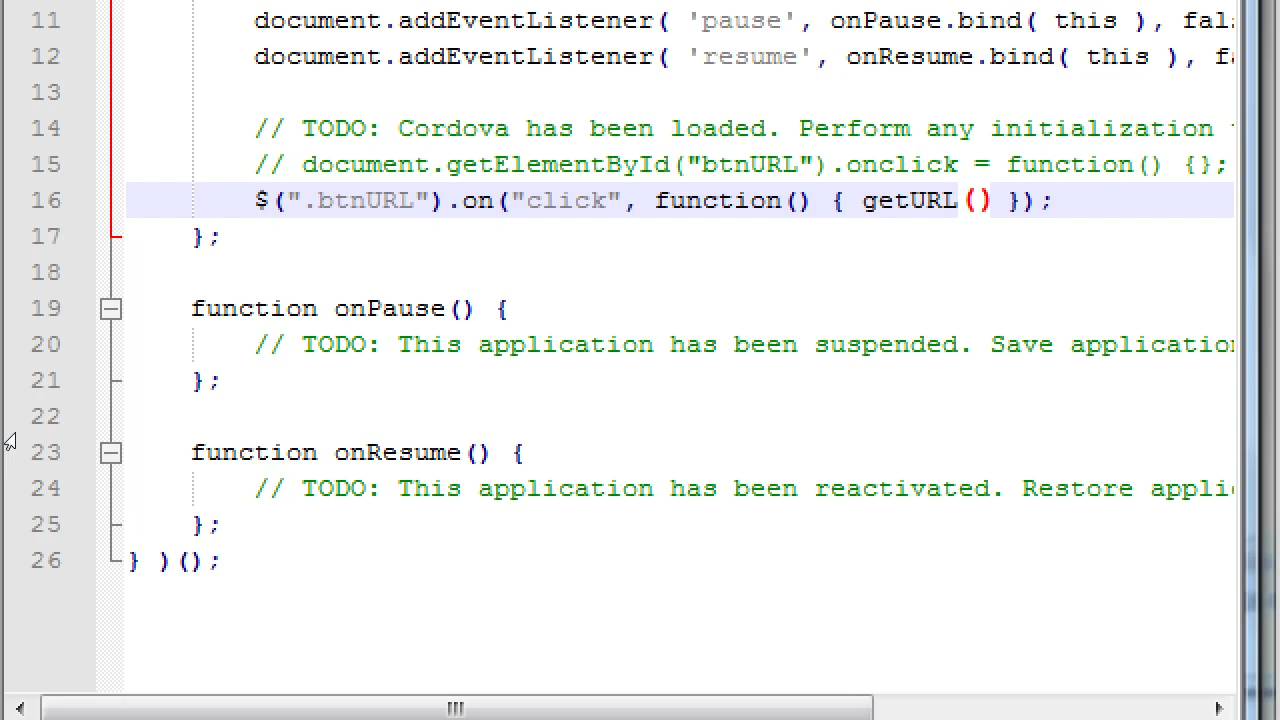 11 document.addEventListener( 'pause', onPause.bind( this ),
12 document.addEventListener( 'resume', onResume.bind( this ),
13
14 // TODO: Cordova has been loaded. Perform any initialization
15 // document.getElementById("btnURL").onclick = function() {};
16 $(".btnURL").on("click", function() { getURL() });
17 };
18
19 function onPause() {
20 // TODO: This application has been suspended. Save
21 };
22
23 function onResume() {
24 // TODO: This application has been reactivated. Restore
25 };
26 } )();